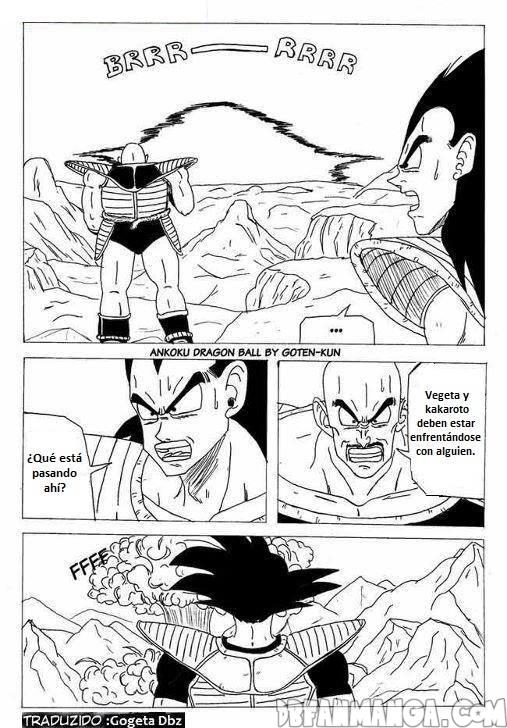 BRRR — RRRR
...
ANKOKU DRAGON BALL BY GOTEN-KUN
¿Qué está
pasando
ahí?
Vegeta y
kakaroto
deben estar
enfrentándose
con alguien.
FFFF
TRADUZIDO :Gogeta Dbz
DBFANMANGA.COM